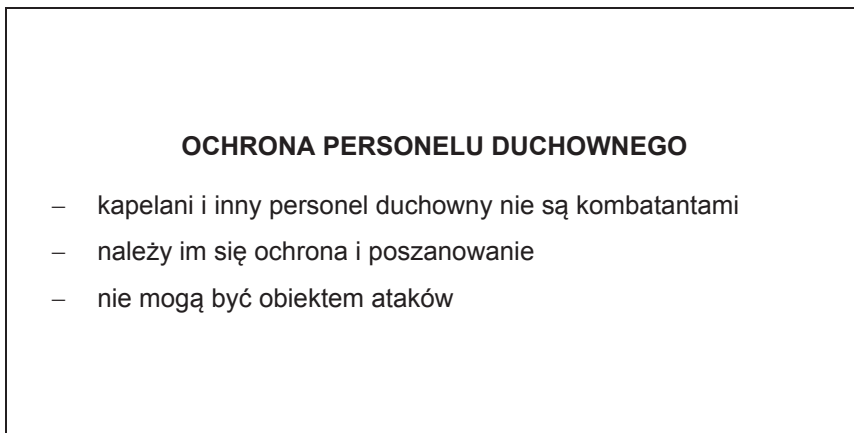 OCHRONA PERSONELU DUCHOWNEGO
– kapelani i inny personel duchowny nie są kombatantami
– należy im się ochrona i poszanowanie
– nie mogą być obiektem ataków